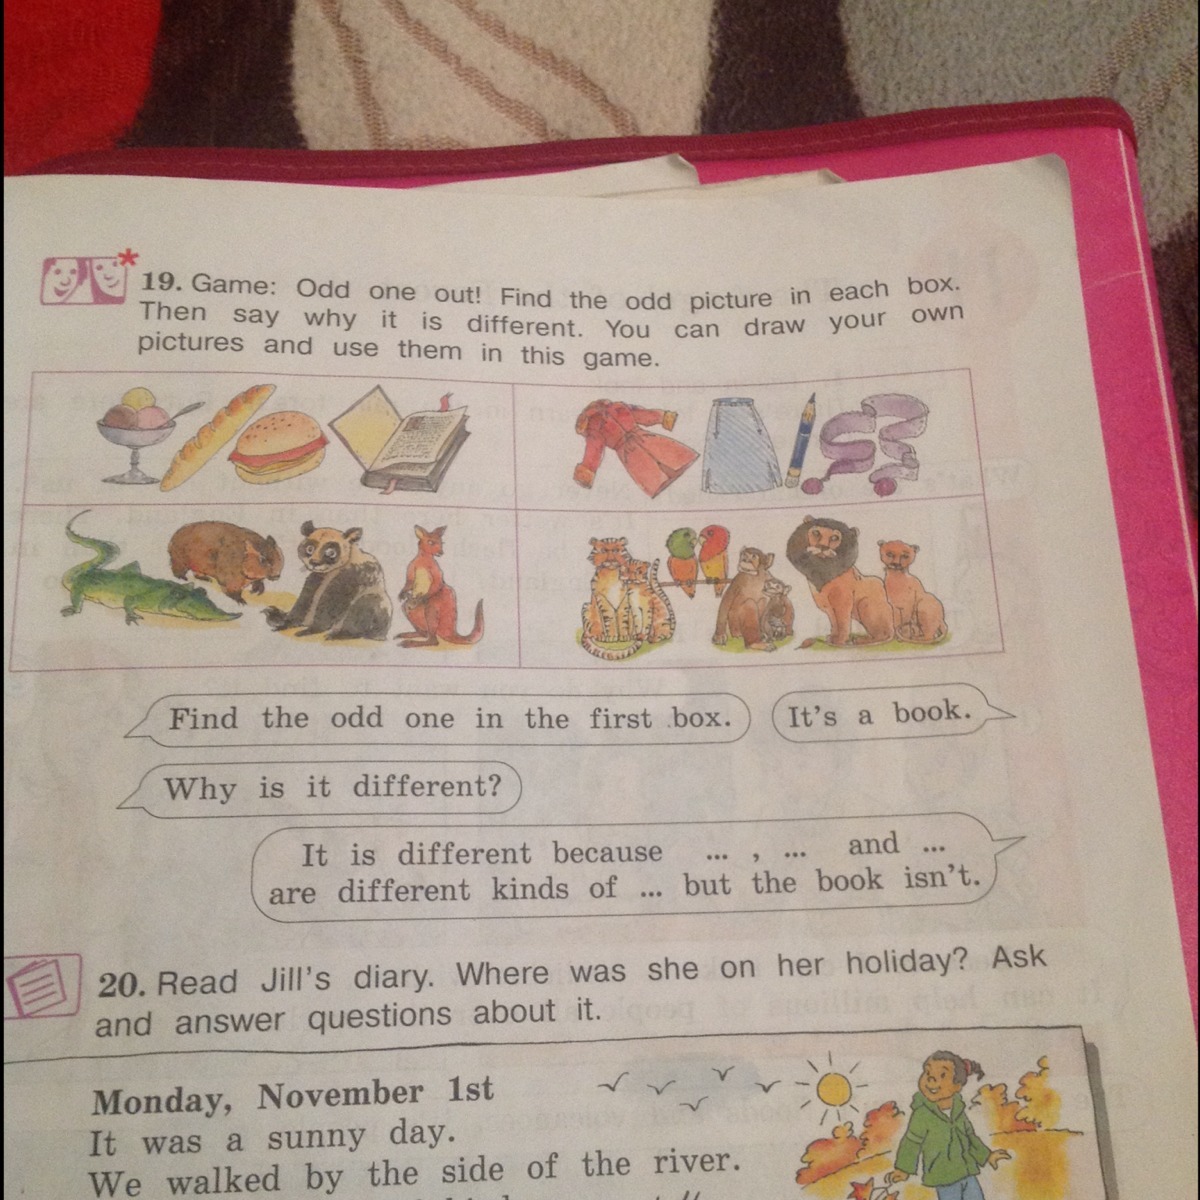 19. Game: Odd one out! Find the odd picture in each box.
Then say why it is different. You can draw your own
pictures and use them in this game.
Find the odd one in the first box.
It's a book.
Why is it different?
It is different because ... , ... and ...
are different kinds of ... but the book isn't.
20. Read Jill's diary. Where was she on her holiday? Ask
and answer questions about it.
Monday, November 1st
It was a sunny day.
We walked by the side of the river.